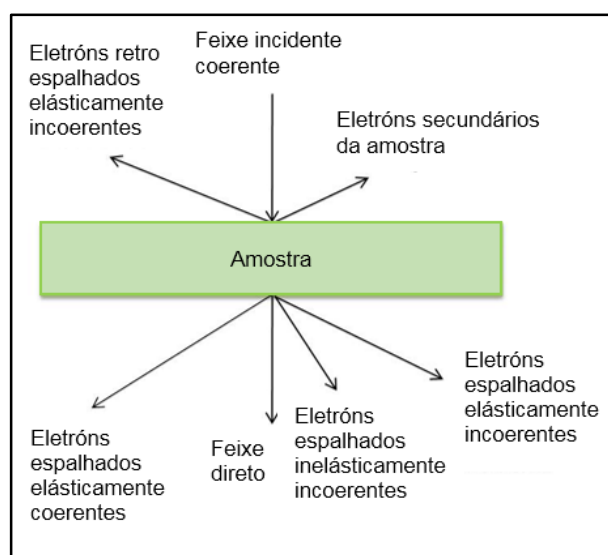 Eletróns retro
espalhados
elásticamente
incoerentes
Feixe incidente
coerente
Eletróns secundários
da amostra
Amostra
Eletróns
espalhados
elásticamente
coerentes
Feixe
direto
Eletróns
espalhados
inelásticamente
incoerentes
Eletróns
espalhados
elásticamente
incoerentes